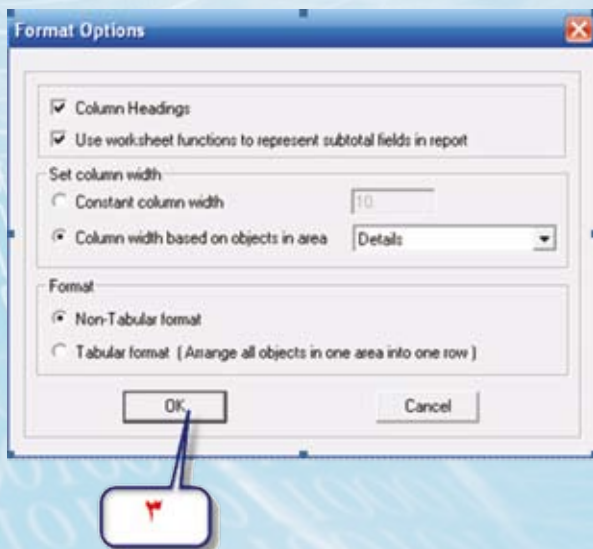 Format Options
Column Headings
Use worksheet functions to represent subtotal fields in report
Set column width
Constant column width 10
Column width based on objects in area Details
Format
Non-Tabular format
Tabular format ( Arrange all objects in one area into one row )
OK Cancel
٣